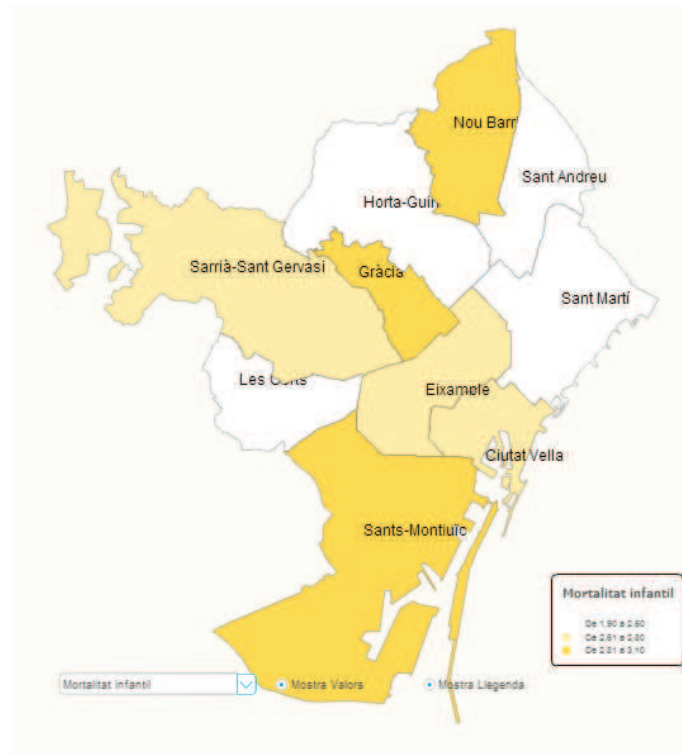 Nou Barr
Sant Andreu
Horta-Guin
Sarrià-Sant Gervasi
Gràcia
Sant Martí
Les Corts
Eixample
Ciutat Vella
Sants-Montjuïc
Mortalitat infantil
De 1,90 a 2,60
De 2,61 a 2,80
De 2,81 a 3,10
Mortalitat infantil
Mostra Valors
Mostra Llegenda